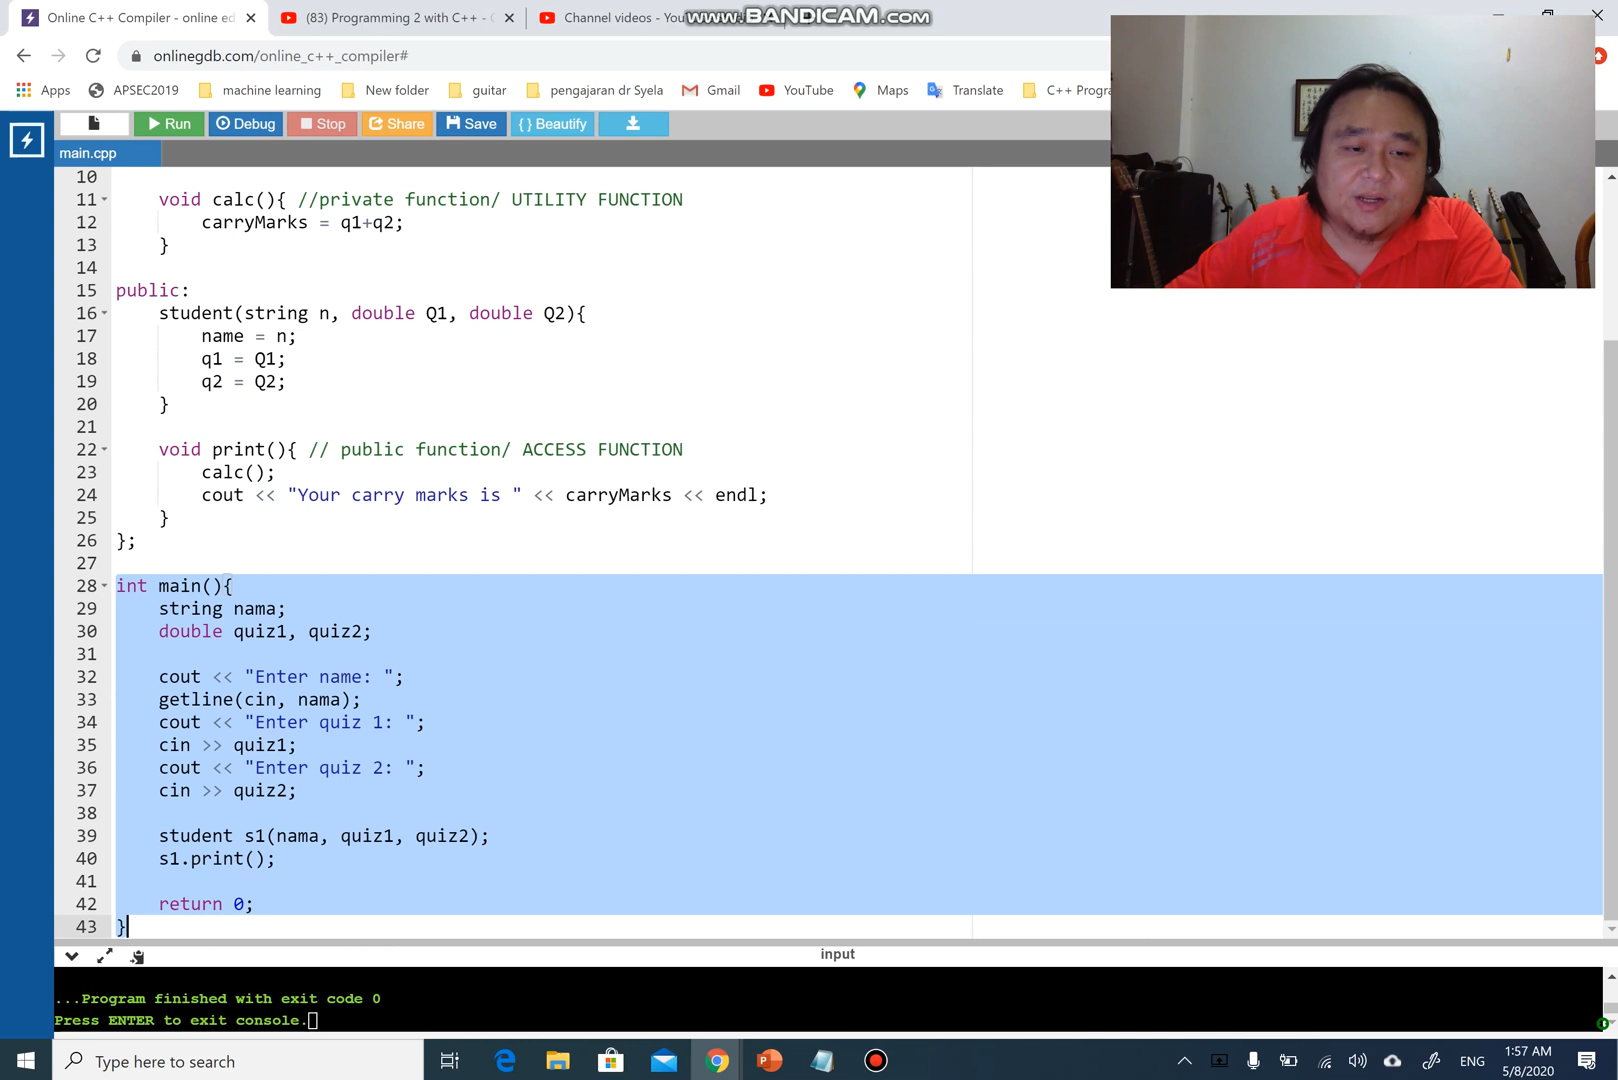 Online C++ Compiler - online ed
(83) Programming 2 with C++ - C
Channel videos - You
www.BANDICAM.com
onlinegdb.com/online_c++_compiler#
Apps
APSEC2019
machine learning
New folder
guitar
pengajaran dr Syela
Gmail
YouTube
Maps
Translate
C++ Progra
Run
Debug
Stop
Share
Save
{ } Beautify
main.cpp
10
11 void calc(){ //private function/ UTILITY FUNCTION
12 carryMarks = q1+q2;
13 }
14
15 public:
16 student(string n, double Q1, double Q2){
17 name = n;
18 q1 = Q1;
19 q2 = Q2;
20 }
21
22 void print(){ // public function/ ACCESS FUNCTION
23 calc();
24 cout << "Your carry marks is " << carryMarks << endl;
25 }
26 };
27
28 int main(){
29 string nama;
30 double quiz1, quiz2;
31
32 cout << "Enter name: ";
33 getline(cin, nama);
34 cout << "Enter quiz 1: ";
35 cin >> quiz1;
36 cout << "Enter quiz 2: ";
37 cin >> quiz2;
38
39 student s1(nama, quiz1, quiz2);
40 s1.print();
41
42 return 0;
43 }
input
...Program finished with exit code 0
Press ENTER to exit console.
Type here to search
ENG
1:57 AM
5/8/2020